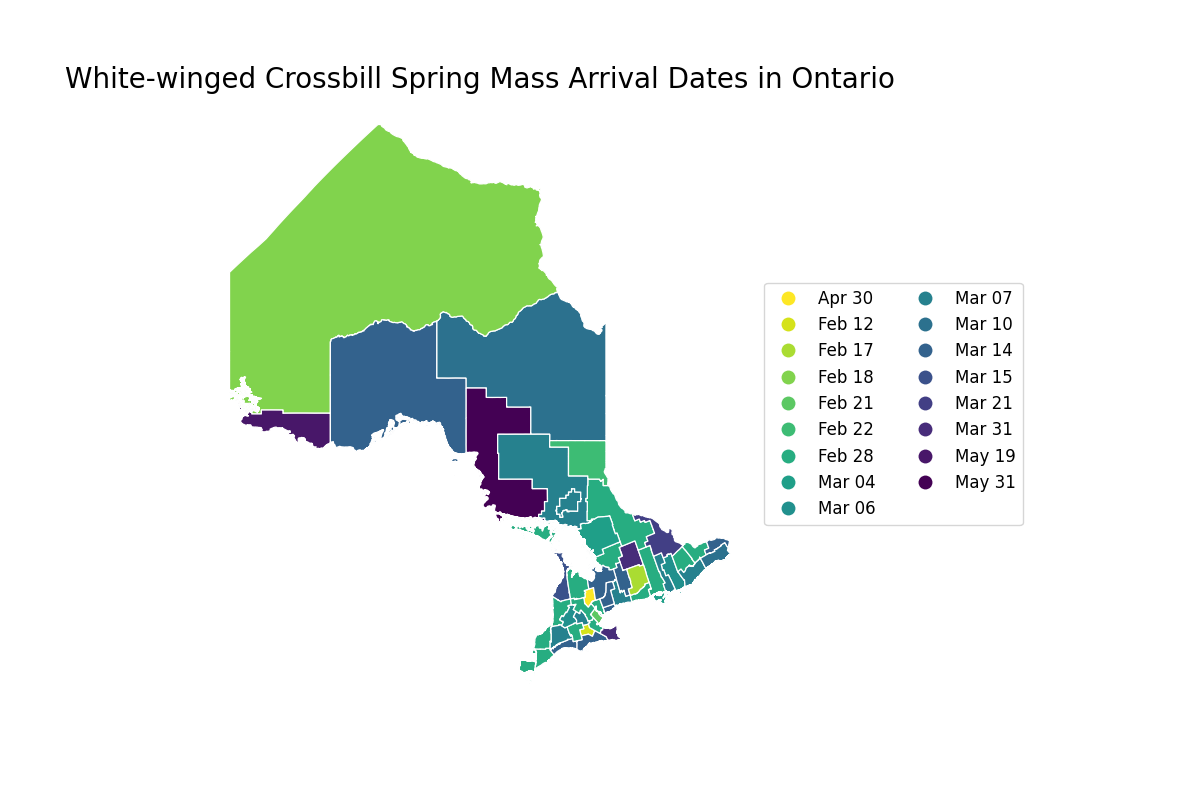 White-winged Crossbill Spring Mass Arrival Dates in Ontario
Apr 30
Feb 12
Feb 17
Feb 18
Feb 21
Feb 22
Feb 28
Mar 04
Mar 06
Mar 07
Mar 10
Mar 14
Mar 15
Mar 21
Mar 31
May 19
May 31